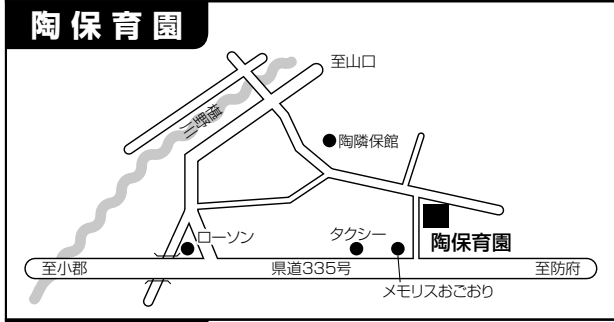 陶保育園
至山口
椹野川
陶隣保館
ローソン
タクシー
陶保育園
至小郡
県道335号
至防府
メモリスおごおり